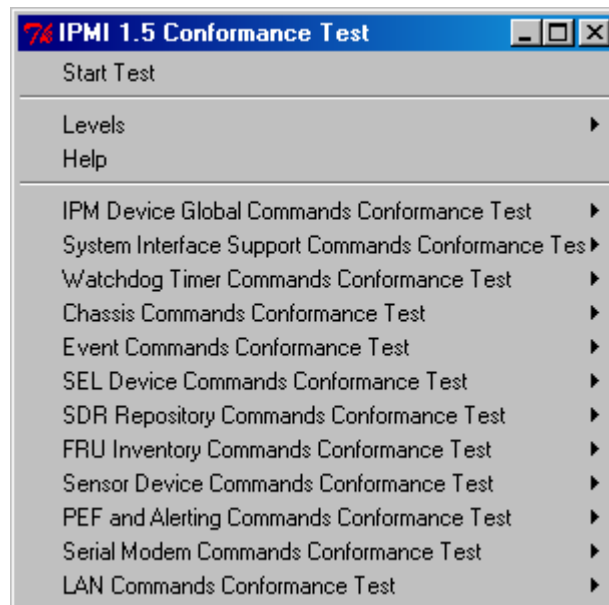 IPMI 1.5 Conformance Test
Start Test
Levels
Help
IPM Device Global Commands Conformance Test
System Interface Support Commands Conformance Tes
Watchdog Timer Commands Conformance Test
Chassis Commands Conformance Test
Event Commands Conformance Test
SEL Device Commands Conformance Test
SDR Repository Commands Conformance Test
FRU Inventory Commands Conformance Test
Sensor Device Commands Conformance Test
PEF and Alerting Commands Conformance Test
Serial Modem Commands Conformance Test
LAN Commands Conformance Test